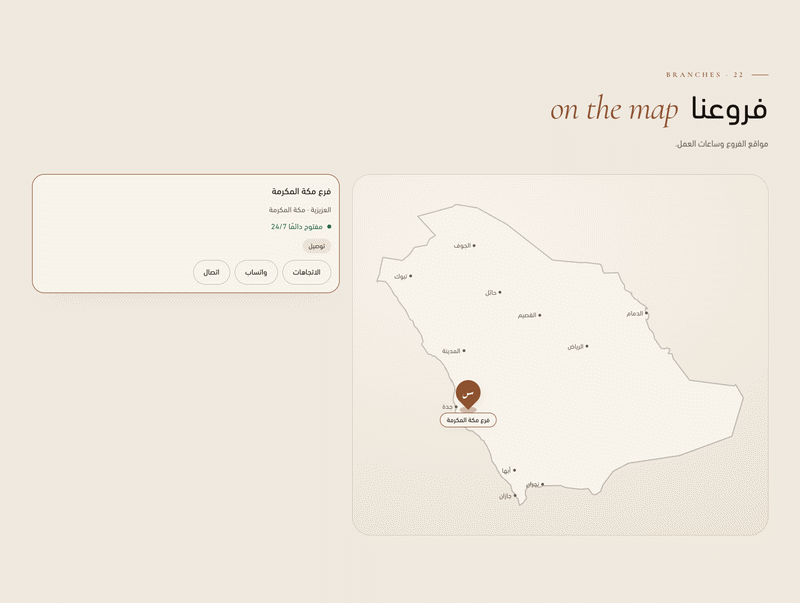 BRANCHES · 22
فروعنا on the map
مواقع الفروع وساعات العمل.
فرع مكة المكرمة
العزيزية · مكة المكرمة
مفتوح دائمًا 24/7
توصيل
الاتجاهات
واتساب
اتصال
الجوف
تبوك
حائل
القصيم
الدمام
الرياض
المدينة
س
جدة
فرع مكة المكرمة
أبها
نجران
جازان